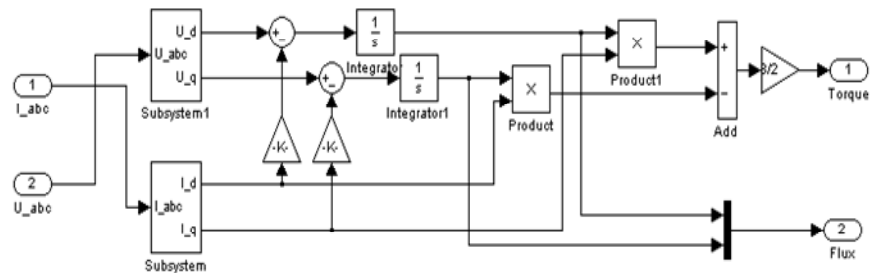 U_d
U_abc
U_q
Subsystem1
1
I_abc
2
U_abc
I_d
I_abc
I_q
Subsystem
+
−
+
−
1
s
Integrator
1
s
Integrator1
-K-
-K-
×
Product
×
Product1
+
−
Add
3/2
1
Torque
2
Flux